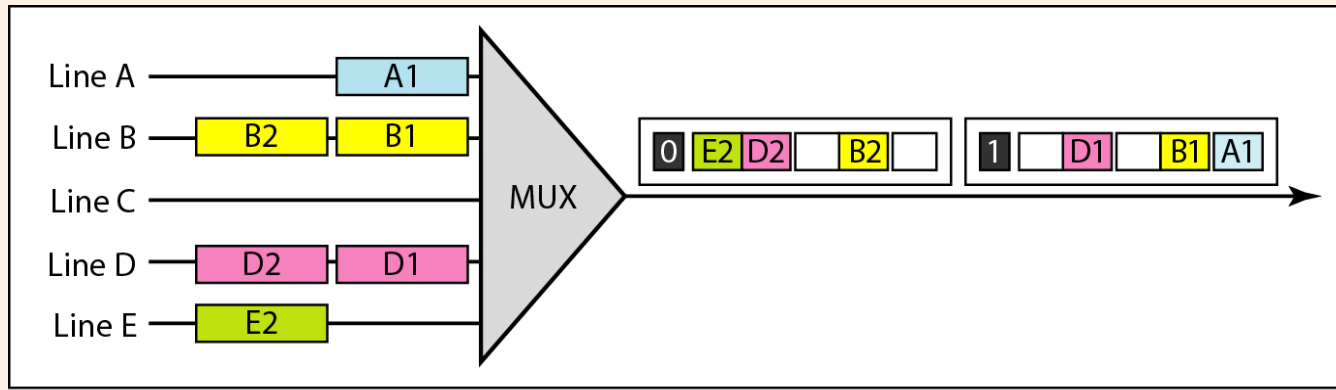 Line A A1
Line B B2 B1
Line C
Line D D2 D1
Line E E2
MUX
0 E2 D2 B2
1 D1 B1 A1